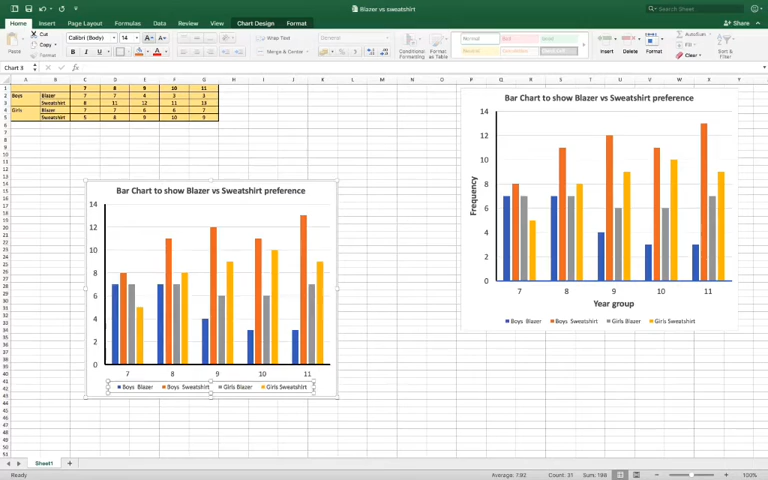 Blazer vs sweatshirt
Search Sheet
Home Insert Page Layout Formulas Data Review View Chart Design Format
Share
Cut
Copy
Calibri (Body) 14 A A
B I U
Wrap Text
Merge & Center
General
Conditional Formatting
Format as Table
Normal Bad Good
Neutral Calculation
Insert Delete Format
AutoSum
Fill
Clear
Sort & Filter
Chart 3 fx
A B C D E F G H I J K L M N O P Q R S T U V W X Y
7 8 9 10 11
Boys Blazer 7 7 4 3 3
Sweatshirt 8 11 12 11 13
Girls Blazer 7 7 6 6 7
Sweatshirt 5 8 9 10 9
Bar Chart to show Blazer vs Sweatshirt preference
14
12
10
8
6
4
2
0
7 8 9 10 11
Boys Blazer Boys Sweatshirt Girls Blazer Girls Sweatshirt
Bar Chart to show Blazer vs Sweatshirt preference
Frequency
14
12
10
8
6
4
2
0
7 8 9 10 11
Year group
Boys Blazer Boys Sweatshirt Girls Blazer Girls Sweatshirt
Sheet1 +
Ready
Average: 7.92 Count: 31 Sum: 198
100%